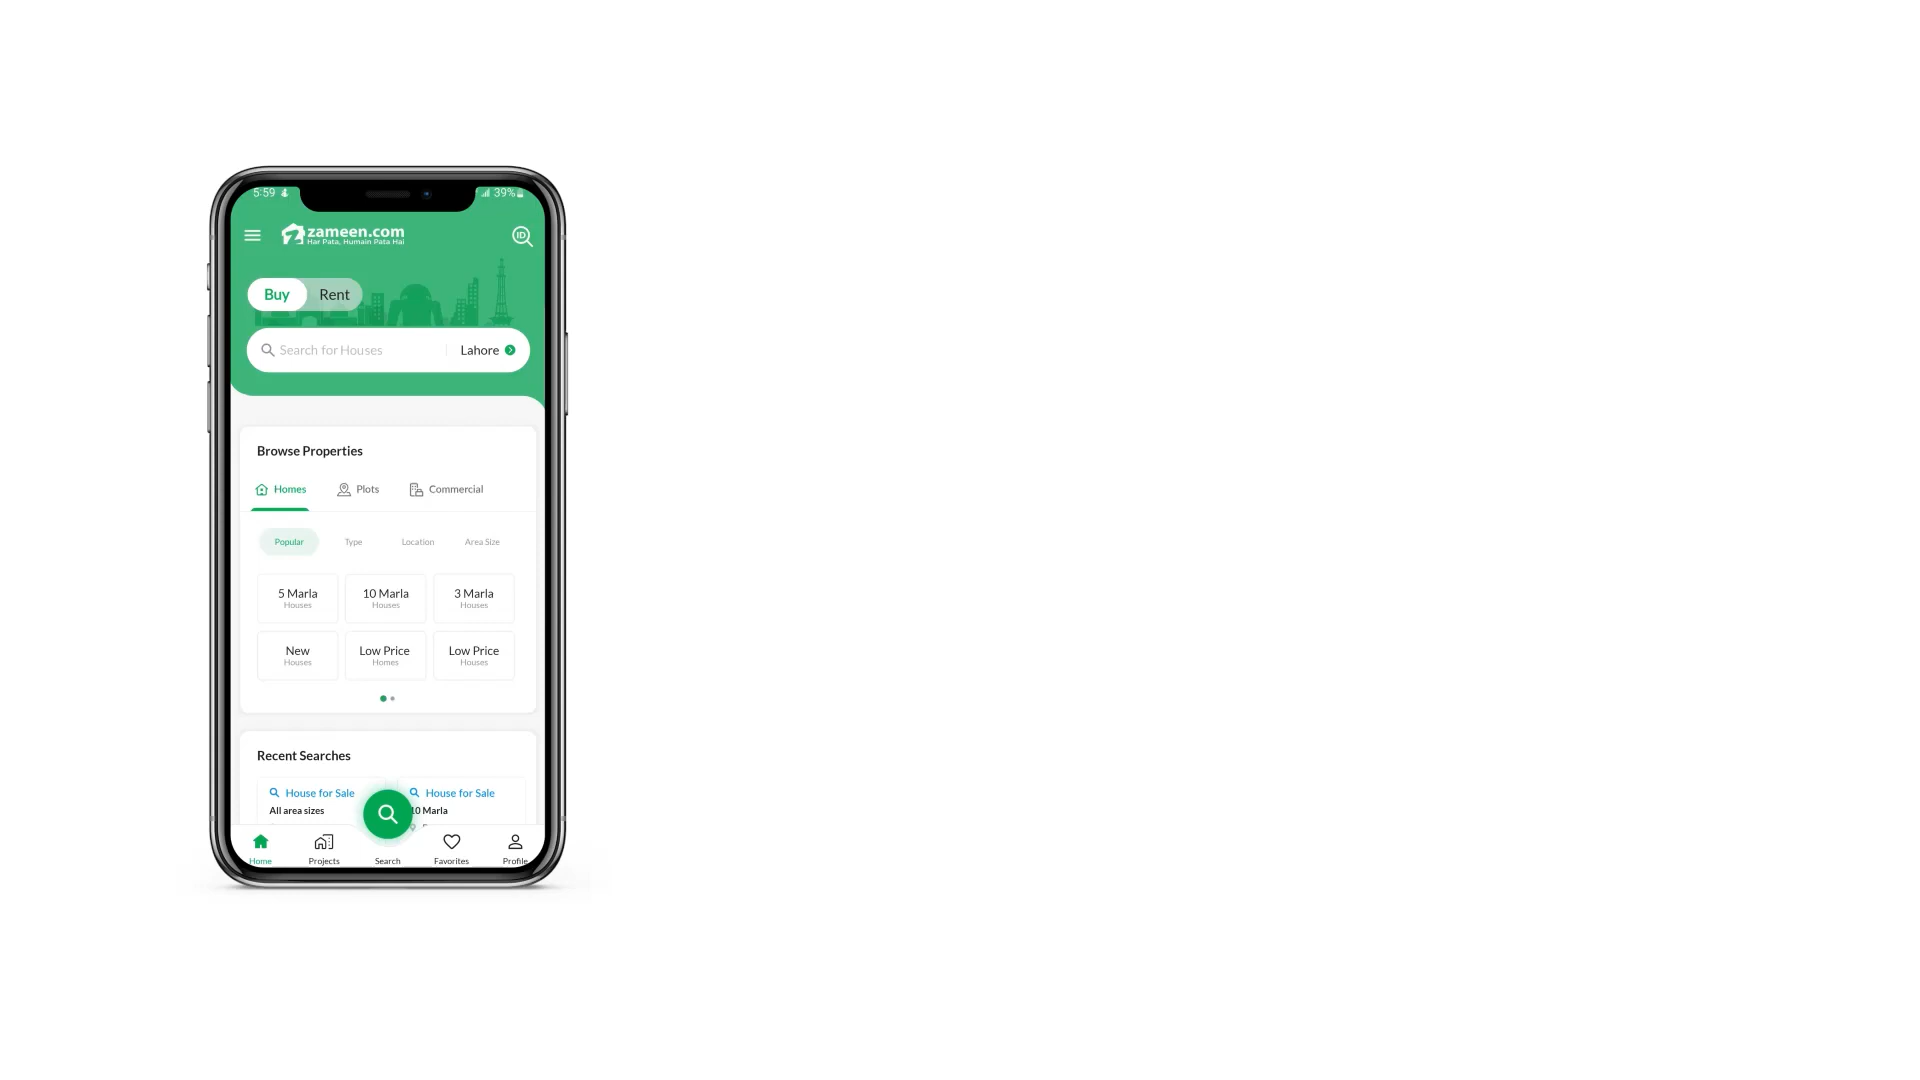 5:59 39%
zameen.com
Har Pata, Humain Pata Hai
ID
Buy Rent
Search for Houses Lahore
Browse Properties
Homes Plots Commercial
Popular Type Location Area Size
5 Marla 10 Marla 3 Marla
Houses Houses Houses
New Low Price Low Price
Houses Homes Houses
Recent Searches
House for Sale House for Sale
All area sizes 10 Marla
Home Projects Search Favorites Profile